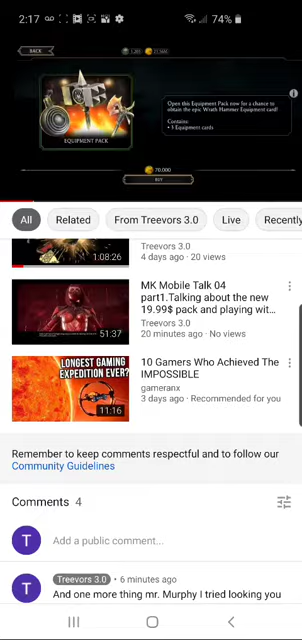 2:17
74%
BACK
Open this Equipment Pack now for a chance to
obtain the epic Wrath Hammer Equipment card!
Contains:
• 3 Equipment cards
EQUIPMENT PACK
70,000
BUY
All
Related
From Treevors 3.0
Live
Recently
1:08:26
Treevors 3.0
4 days ago · 20 views
51:37
MK Mobile Talk 04
part1.Talking about the new
19.99$ pack and playing wit...
Treevors 3.0
20 minutes ago · No views
LONGEST GAMING
EXPEDITION EVER?
11:16
10 Gamers Who Achieved The
IMPOSSIBLE
gameranx
3 days ago · Recommended for you
Remember to keep comments respectful and to follow our
Community Guidelines
Comments 4
T
Add a public comment...
T
Treevors 3.0 • 6 minutes ago
And one more thing mr. Murphy I tried looking you